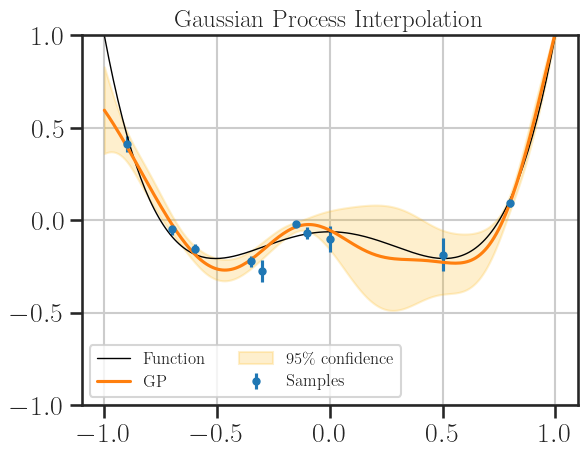 Gaussian Process Interpolation
1.0
0.5
0.0
−0.5
−1.0
Function
GP
95% confidence
Samples
−1.0 −0.5 0.0 0.5 1.0